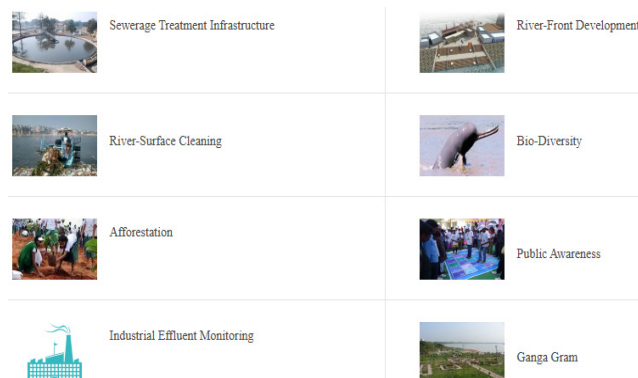 Sewerage Treatment Infrastructure
River-Front Development
River-Surface Cleaning
Bio-Diversity
Afforestation
Public Awareness
Industrial Effluent Monitoring
Ganga Gram